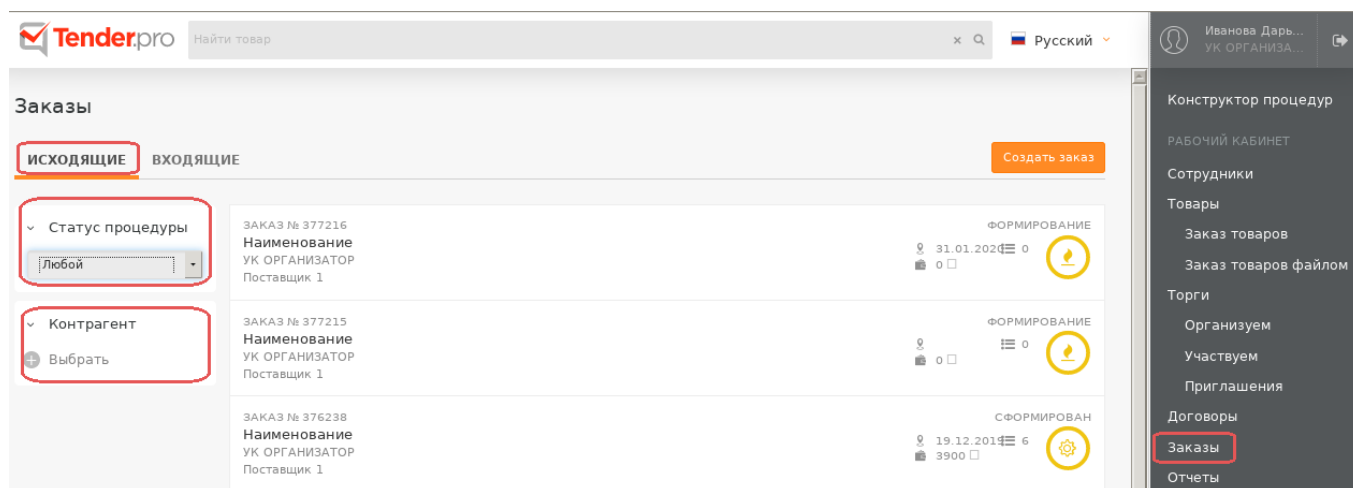 Tender.pro
Найти товар
Русский
Иванова Дарь...
УК ОРГАНИЗА...
Заказы
ИСХОДЯЩИЕ ВХОДЯЩИЕ
Создать заказ
Статус процедуры
Любой
Контрагент
Выбрать
ЗАКАЗ № 377216
Наименование
УК ОРГАНИЗАТОР
Поставщик 1
ФОРМИРОВАНИЕ
31.01.2020 0
0
ЗАКАЗ № 377215
Наименование
УК ОРГАНИЗАТОР
Поставщик 1
ФОРМИРОВАНИЕ
0
0
ЗАКАЗ № 376238
Наименование
УК ОРГАНИЗАТОР
Поставщик 1
СФОРМИРОВАН
19.12.2019 6
3900
Конструктор процедур
РАБОЧИЙ КАБИНЕТ
Сотрудники
Товары
Заказ товаров
Заказ товаров файлом
Торги
Организуем
Участвуем
Приглашения
Договоры
Заказы
Отчеты